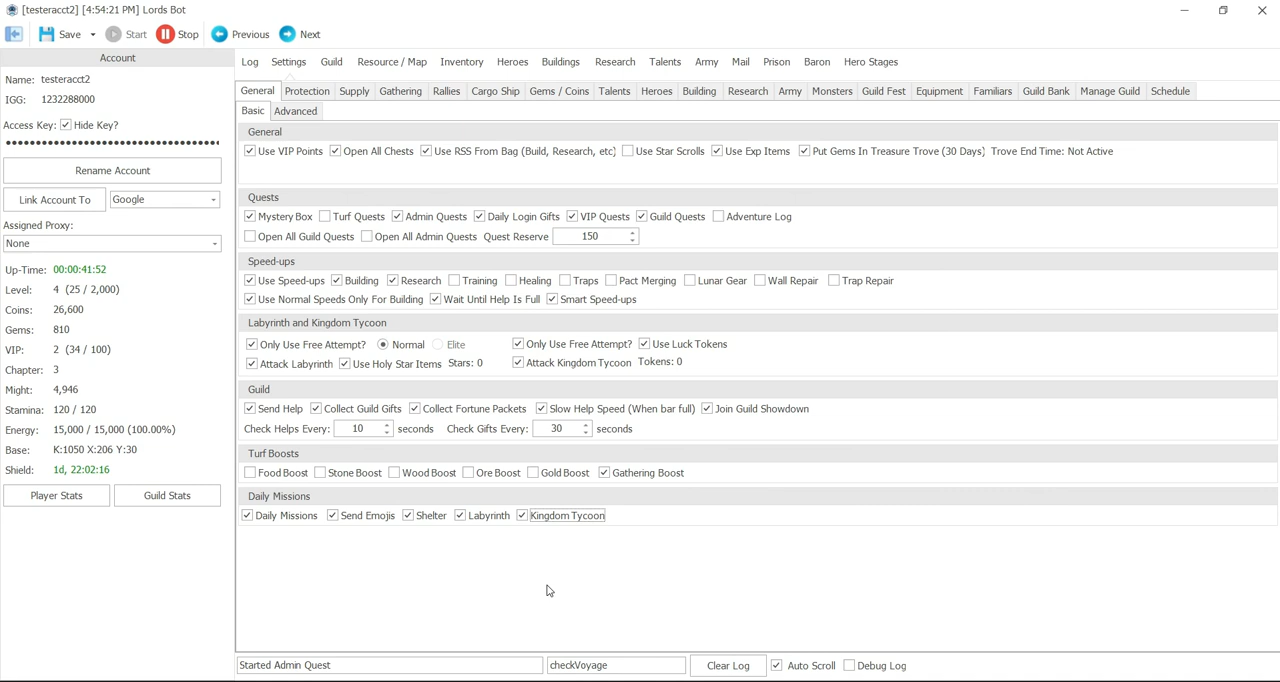 [testeracct2] [4:54:21 PM] Lords Bot
Save Start Stop Previous Next
Account
Name: testeracct2
IGG: 1232288000
Access Key: Hide Key?
Rename Account
Link Account To Google
Assigned Proxy:
None
Up-Time: 00:00:41:52
Level: 4 (25 / 2,000)
Coins: 26,600
Gems: 810
VIP: 2 (34 / 100)
Chapter: 3
Might: 4,946
Stamina: 120 / 120
Energy: 15,000 / 15,000 (100.00%)
Base: K:1050 X:206 Y:30
Shield: 1d, 22:02:16
Player Stats Guild Stats
Log Settings Guild Resource / Map Inventory Heroes Buildings Research Talents Army Mail Prison Baron Hero Stages
General Protection Supply Gathering Rallies Cargo Ship Gems / Coins Talents Heroes Building Research Army Monsters Guild Fest Equipment Familiars Guild Bank Manage Guild Schedule
Basic Advanced
General
Use VIP Points Open All Chests Use RSS From Bag (Build, Research, etc) Use Star Scrolls Use Exp Items Put Gems In Treasure Trove (30 Days) Trove End Time: Not Active
Quests
Mystery Box Turf Quests Admin Quests Daily Login Gifts VIP Quests Guild Quests Adventure Log
Open All Guild Quests Open All Admin Quests Quest Reserve 150
Speed-ups
Use Speed-ups Building Research Training Healing Traps Pact Merging Lunar Gear Wall Repair Trap Repair
Use Normal Speeds Only For Building Wait Until Help Is Full Smart Speed-ups
Labyrinth and Kingdom Tycoon
Only Use Free Attempt? Normal Elite Only Use Free Attempt? Use Luck Tokens
Attack Labyrinth Use Holy Star Items Stars: 0 Attack Kingdom Tycoon Tokens: 0
Guild
Send Help Collect Guild Gifts Collect Fortune Packets Slow Help Speed (When bar full) Join Guild Showdown
Check Helps Every: 10 seconds Check Gifts Every: 30 seconds
Turf Boosts
Food Boost Stone Boost Wood Boost Ore Boost Gold Boost Gathering Boost
Daily Missions
Daily Missions Send Emojis Shelter Labyrinth Kingdom Tycoon
Started Admin Quest checkVoyage Clear Log Auto Scroll Debug Log